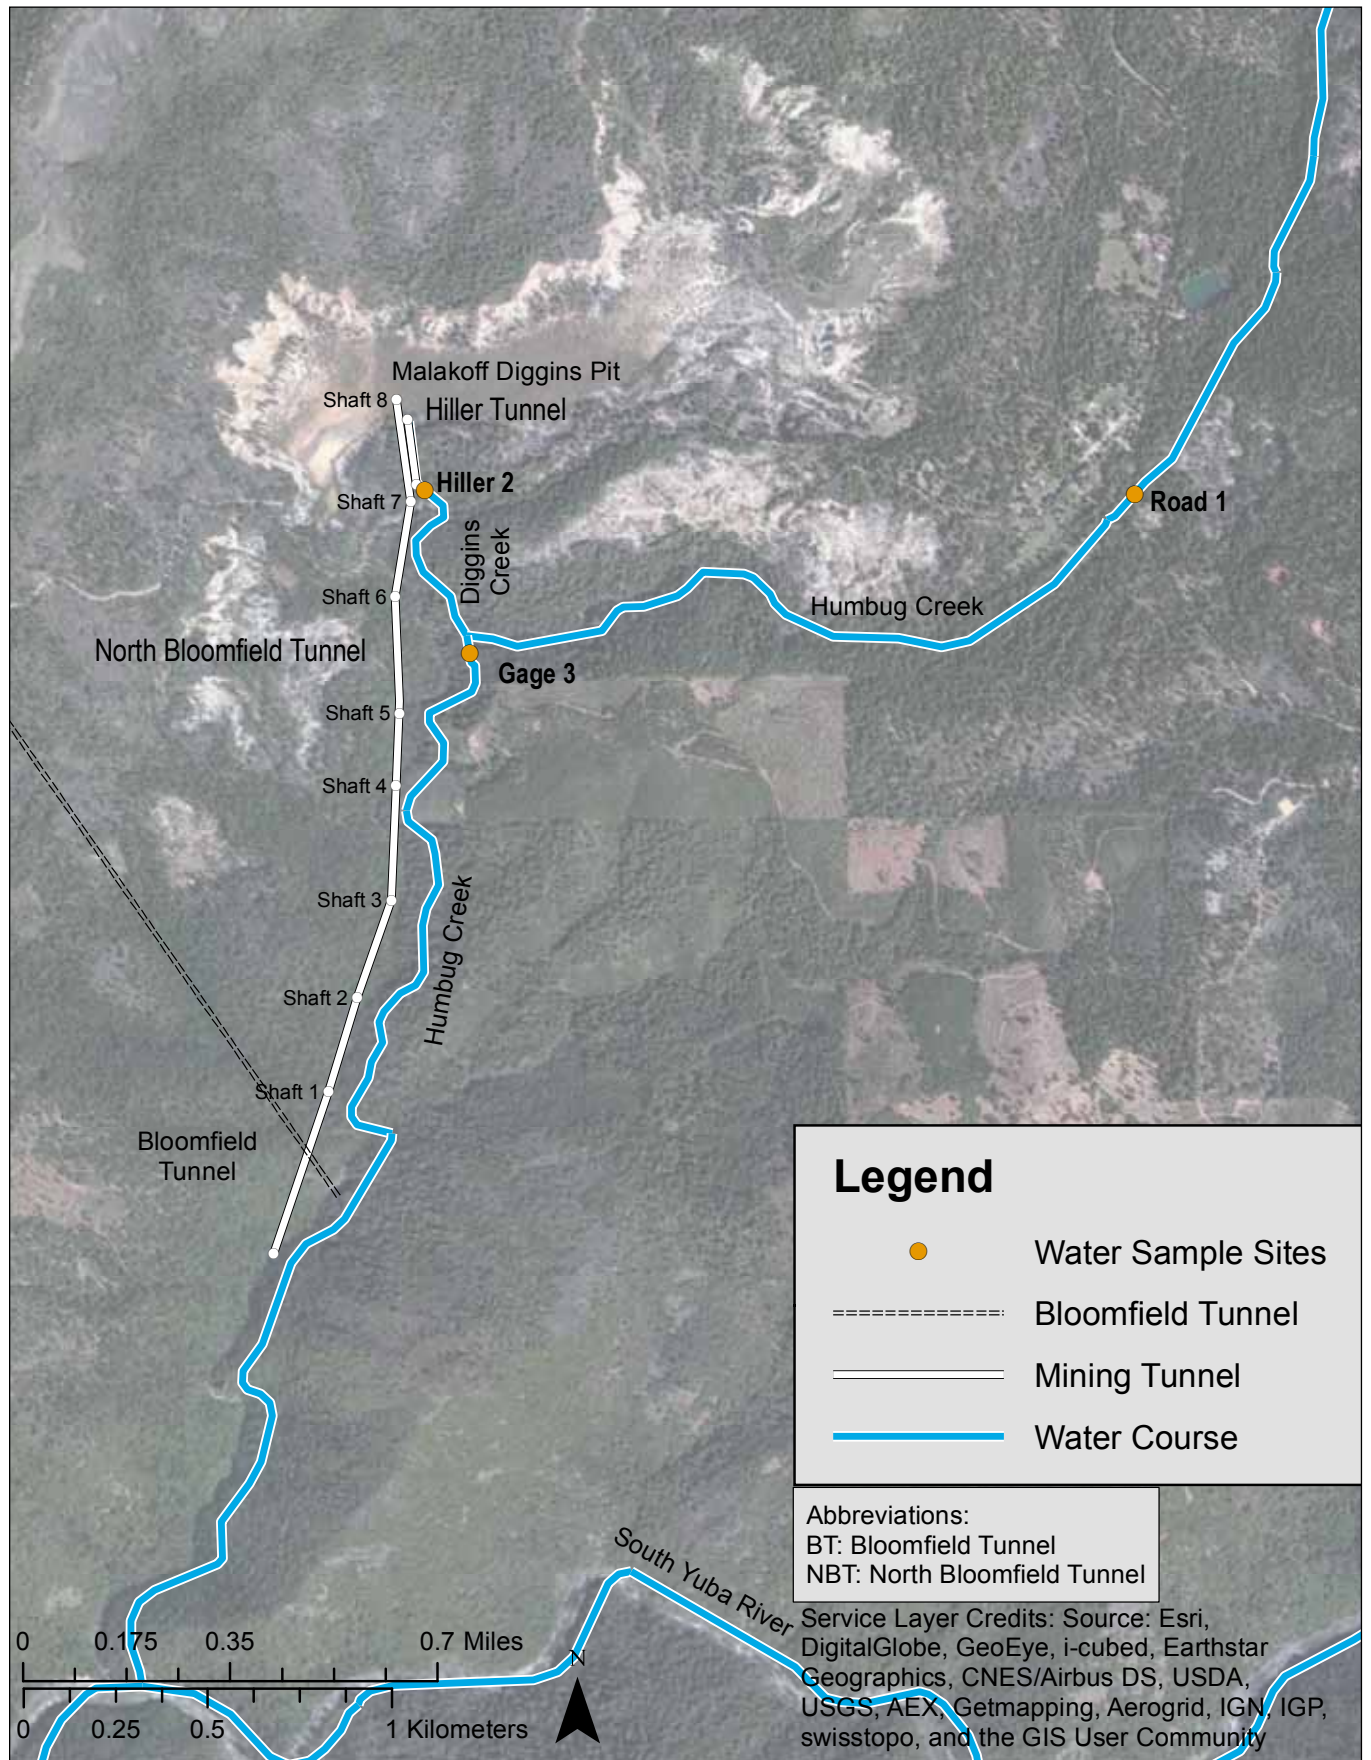 Malakoff Diggins Pit
Shaft 8
Hiller Tunnel
Hiller 2
Shaft 7
Road 1
Diggins
Creek
Shaft 6
Humbug Creek
North Bloomfield Tunnel
Gage 3
Shaft 5
Shaft 4
Shaft 3
Humbug Creek
Shaft 2
Shaft 1
Bloomfield
Tunnel
Legend
Water Sample Sites
Bloomfield Tunnel
Mining Tunnel
Water Course
Abbreviations:
BT: Bloomfield Tunnel
NBT: North Bloomfield Tunnel
South Yuba River
Service Layer Credits: Source: Esri,
DigitalGlobe, GeoEye, i-cubed, Earthstar
Geographics, CNES/Airbus DS, USDA,
USGS, AEX, Getmapping, Aerogrid, IGN, IGP,
swisstopo, and the GIS User Community
0 0.175 0.35 0.7 Miles
0 0.25 0.5 1 Kilometers
N